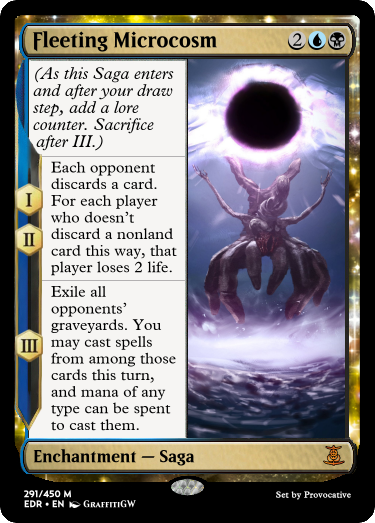 Fleeting Microcosm 2
(As this Saga enters
and after your draw
step, add a lore
counter. Sacrifice
after III.)
I
II
Each opponent
discards a card.
For each player
who doesn't
discard a nonland
card this way, that
player loses 2 life.
III
Exile all
opponents'
graveyards. You
may cast spells
from among those
cards this turn,
and mana of any
type can be spent
to cast them.
Enchantment — Saga
291/450 M
EDR • EN GraffitiGW
Set by Provocative